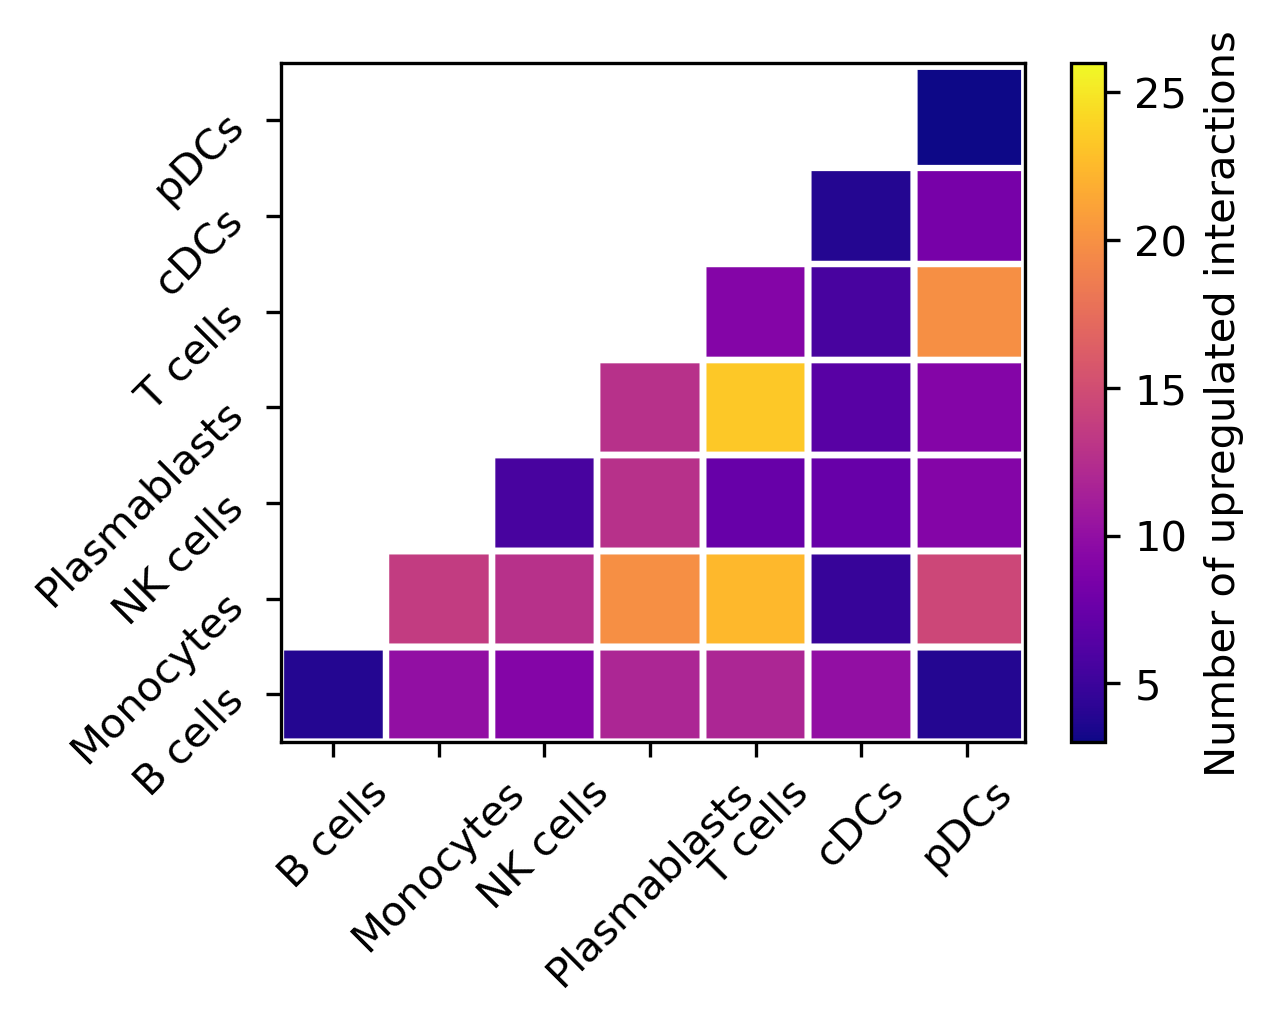 pDCs
cDCs
T cells
Plasmablasts
NK cells
Monocytes
B cells
B cells
Monocytes
NK cells
Plasmablasts
T cells
cDCs
pDCs
25
20
15
10
5
Number of upregulated interactions